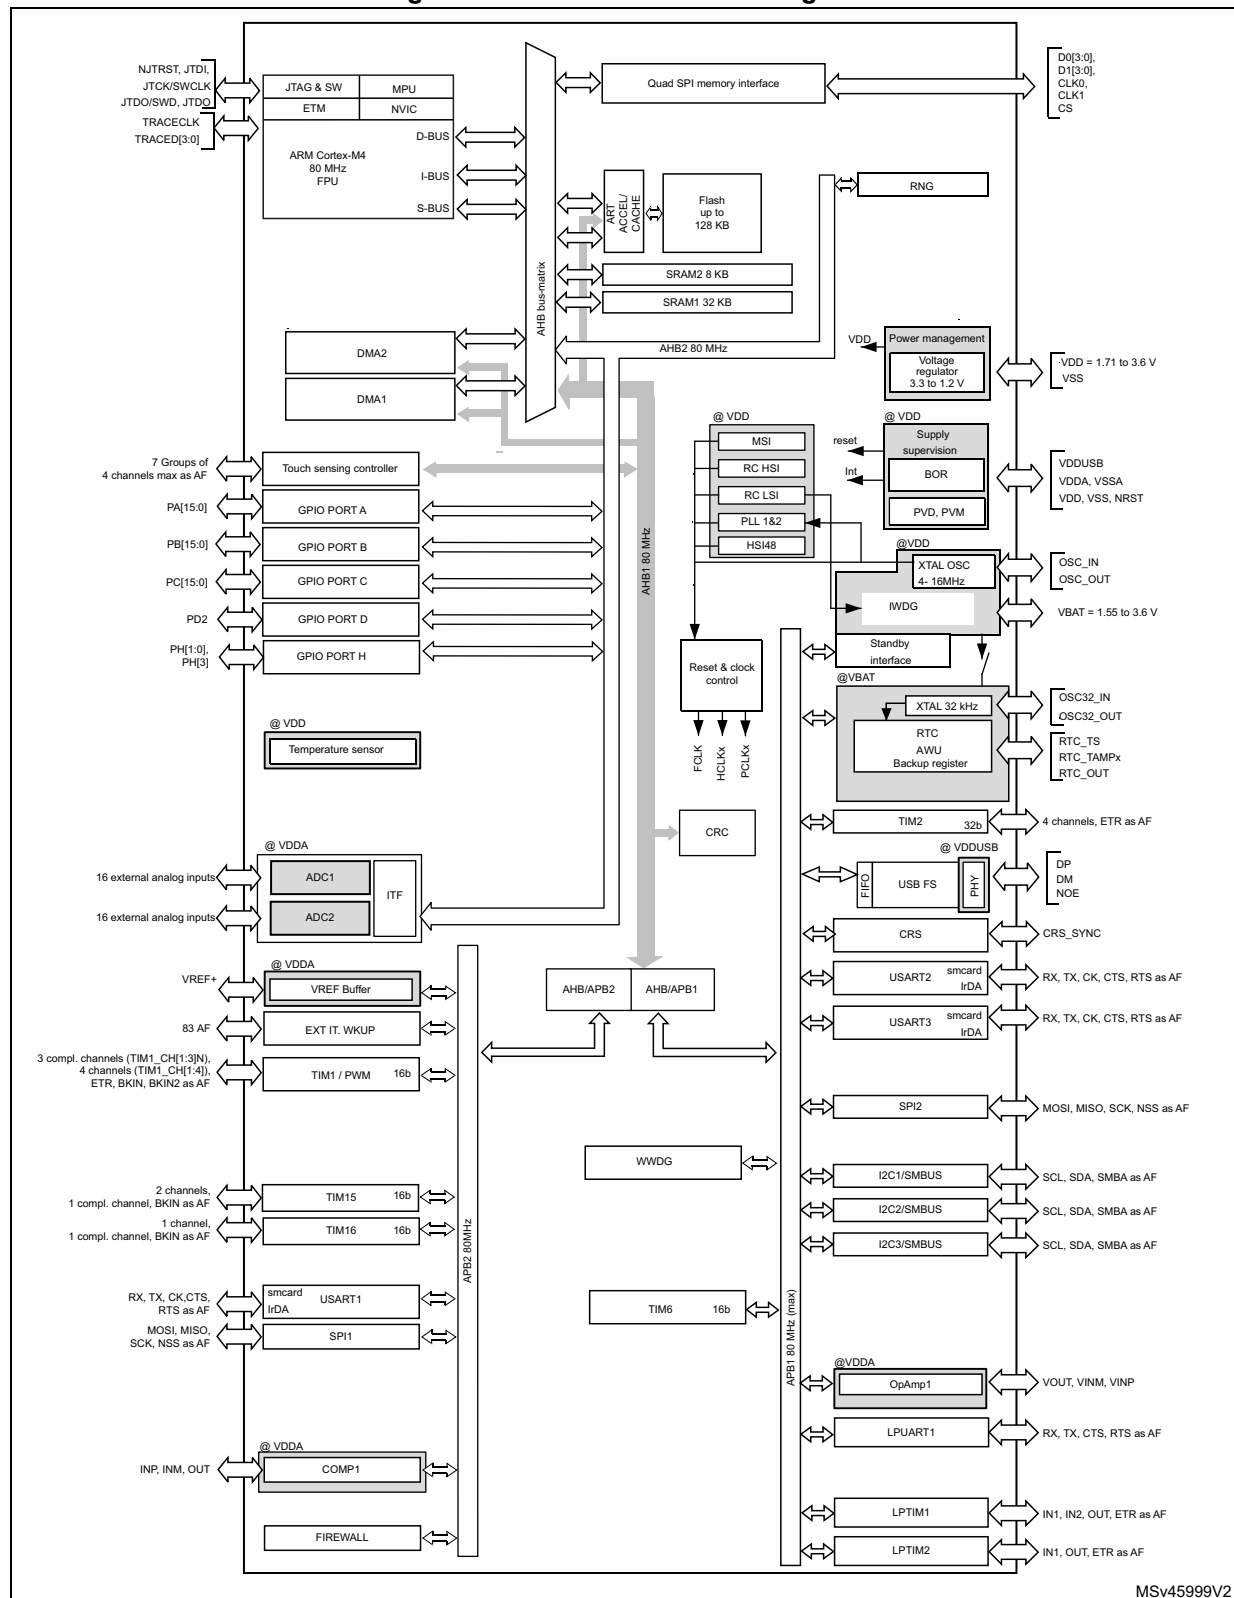 NJTRST, JTDI,
JTCK/SWCLK
JTDO/SWD, JTDO
TRACECLK
TRACED[3:0]
JTAG & SW
MPU
ETM
NVIC
ARM Cortex-M4
80 MHz
FPU
D-BUS
I-BUS
S-BUS
AHB bus-matrix
Quad SPI memory interface
D0[3:0],
D1[3:0],
CLK0,
CLK1
CS
ART
ACCEL/
CACHE
Flash
up to
128 KB
RNG
SRAM2 8 KB
SRAM1 32 KB
AHB2 80 MHz
DMA2
DMA1
VDD
Power management
Voltage
regulator
3.3 to 1.2 V
VDD = 1.71 to 3.6 V
VSS
@ VDD
MSI
RC HSI
RC LSI
PLL 1&2
HSI48
@ VDD
reset
Int
Supply
supervision
BOR
PVD, PVM
VDDUSB
VDDA, VSSA
VDD, VSS, NRST
7 Groups of
4 channels max as AF
Touch sensing controller
PA[15:0]
GPIO PORT A
PB[15:0]
GPIO PORT B
PC[15:0]
GPIO PORT C
PD2
GPIO PORT D
PH[1:0],
PH[3]
GPIO PORT H
AHB1 80 MHz
@VDD
XTAL OSC
4- 16MHz
IWDG
OSC_IN
OSC_OUT
VBAT = 1.55 to 3.6 V
Standby
interface
Reset & clock
control
FCLK
HCLKx
PCLKx
@VBAT
XTAL 32 kHz
RTC
AWU
Backup register
OSC32_IN
OSC32_OUT
RTC_TS
RTC_TAMPx
RTC_OUT
@ VDD
Temperature sensor
CRC
TIM2
32b
4 channels, ETR as AF
@ VDDA
16 external analog inputs
ADC1
16 external analog inputs
ADC2
ITF
@ VDDUSB
FIFO
USB FS
PHY
DP
DM
NOE
CRS
CRS_SYNC
@ VDDA
VREF+
VREF Buffer
AHB/APB2
AHB/APB1
USART2
smcard
IrDA
RX, TX, CK, CTS, RTS as AF
83 AF
EXT IT. WKUP
USART3
smcard
IrDA
RX, TX, CK, CTS, RTS as AF
3 compl. channels (TIM1_CH[1:3]N),
4 channels (TIM1_CH[1:4]),
ETR, BKIN, BKIN2 as AF
TIM1 / PWM
16b
SPI2
MOSI, MISO, SCK, NSS as AF
WWDG
I2C1/SMBUS
SCL, SDA, SMBA as AF
2 channels,
1 compl. channel, BKIN as AF
TIM15
16b
I2C2/SMBUS
SCL, SDA, SMBA as AF
1 channel,
1 compl. channel, BKIN as AF
TIM16
16b
I2C3/SMBUS
SCL, SDA, SMBA as AF
APB2 80MHz
RX, TX, CK,CTS,
RTS as AF
smcard
IrDA
USART1
TIM6
16b
MOSI, MISO,
SCK, NSS as AF
SPI1
APB1 80 MHz (max)
@VDDA
OpAmp1
VOUT, VINM, VINP
LPUART1
RX, TX, CTS, RTS as AF
@ VDDA
INP, INM, OUT
COMP1
LPTIM1
IN1, IN2, OUT, ETR as AF
FIREWALL
LPTIM2
IN1, OUT, ETR as AF
MSv45999V2